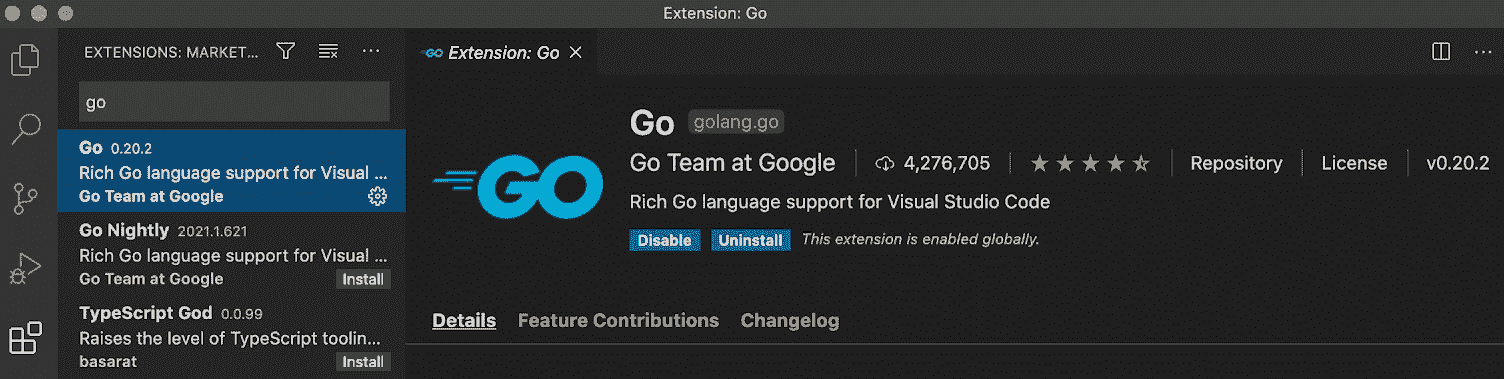 Extension: Go
EXTENSIONS: MARKET...
go
Go 0.20.2
Rich Go language support for Visual ...
Go Team at Google
Go Nightly 2021.1.621
Rich Go language support for Visual ...
Go Team at Google Install
TypeScript God 0.0.99
Raises the level of TypeScript toolin...
basarat Install
GO Extension: Go
GO
Go golang.go
Go Team at Google 4,276,705 Repository License v0.20.2
Rich Go language support for Visual Studio Code
Disable Uninstall This extension is enabled globally.
Details Feature Contributions Changelog